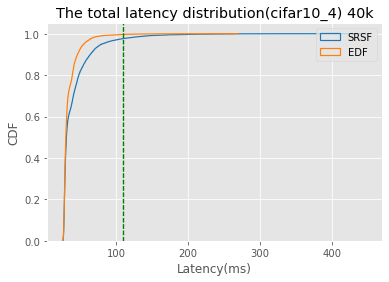 The total latency distribution(cifar10_4) 40k
1.0
0.8
0.6
0.4
0.2
0.0
CDF
SRSF
EDF
100
200
300
400
Latency(ms)